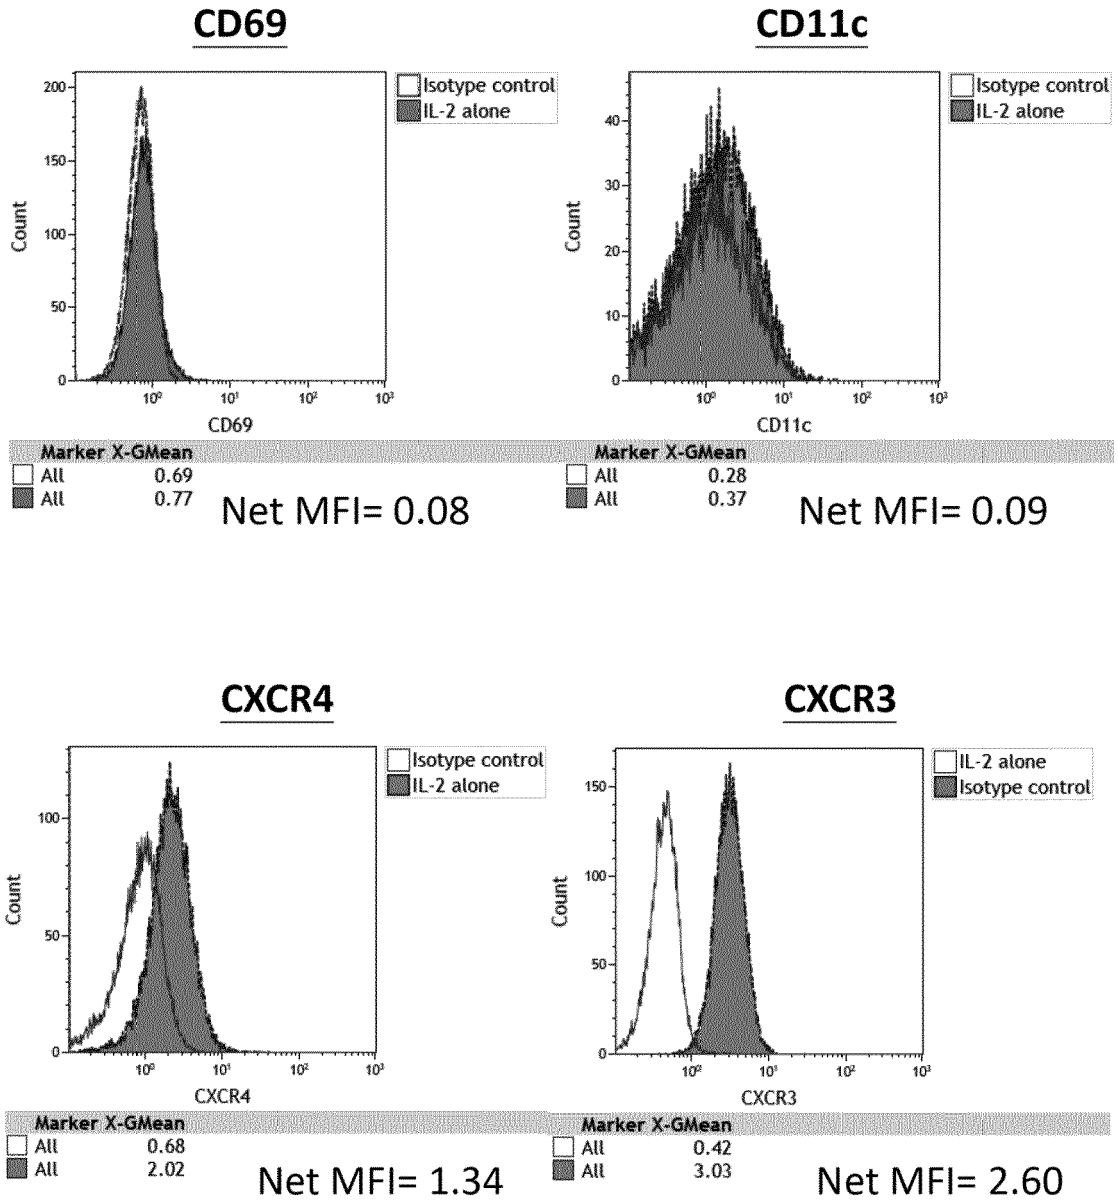 CD69
CD11c
200
150
100
50
0
Count
10⁰ 10¹ 10² 10³
CD69
Isotype control
IL-2 alone
40
30
20
10
0
Count
10⁰ 10¹ 10² 10³
CD11c
Isotype control
IL-2 alone
Marker X-GMean
All 0.69
All 0.77
Net MFI= 0.08
Marker X-GMean
All 0.28
All 0.37
Net MFI= 0.09
CXCR4
CXCR3
100
50
0
Count
10⁰ 10¹ 10² 10³
CXCR4
Isotype control
IL-2 alone
150
100
50
0
Count
10⁰ 10¹ 10² 10³
CXCR3
IL-2 alone
Isotype control
Marker X-GMean
All 0.68
All 2.02
Net MFI= 1.34
Marker X-GMean
All 0.42
All 3.03
Net MFI= 2.60